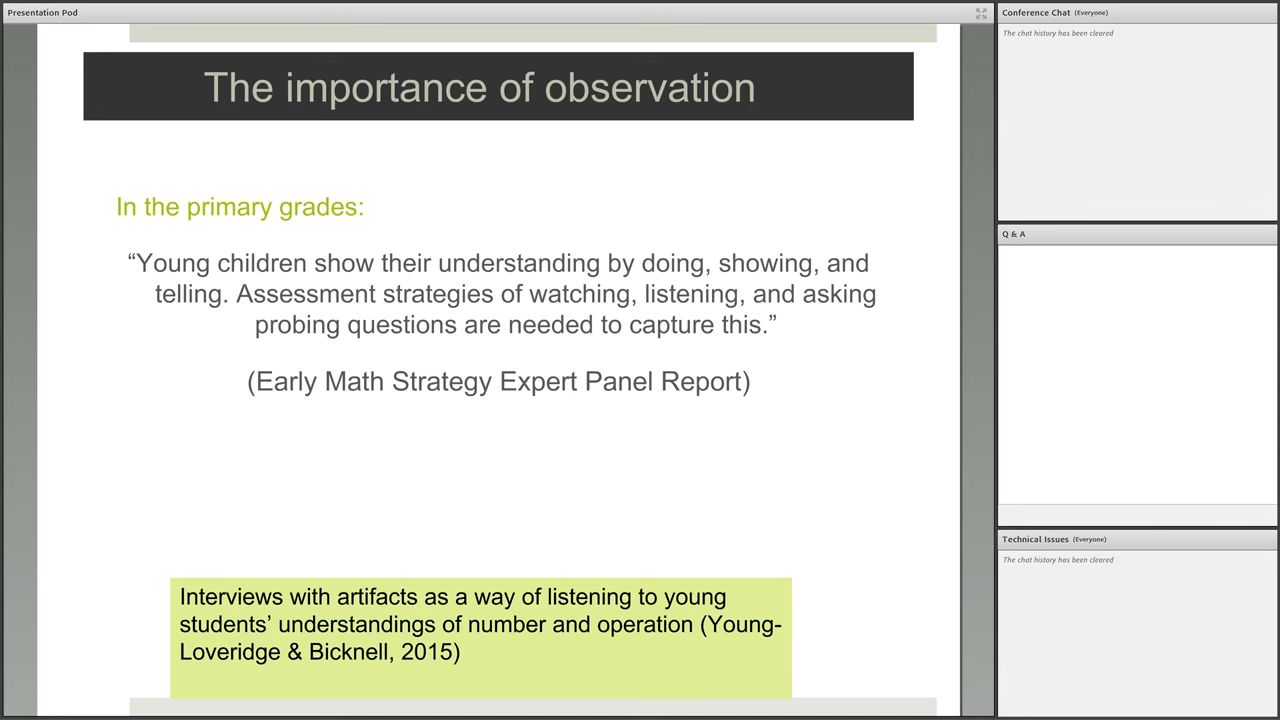 Presentation Pod
The importance of observation
In the primary grades:
“Young children show their understanding by doing, showing, and
telling. Assessment strategies of watching, listening, and asking
probing questions are needed to capture this.”
(Early Math Strategy Expert Panel Report)
Interviews with artifacts as a way of listening to young
students’ understandings of number and operation (Young-
Loveridge & Bicknell, 2015)
Conference Chat (Everyone)
The chat history has been cleared
Q & A
Technical Issues (Everyone)
The chat history has been cleared